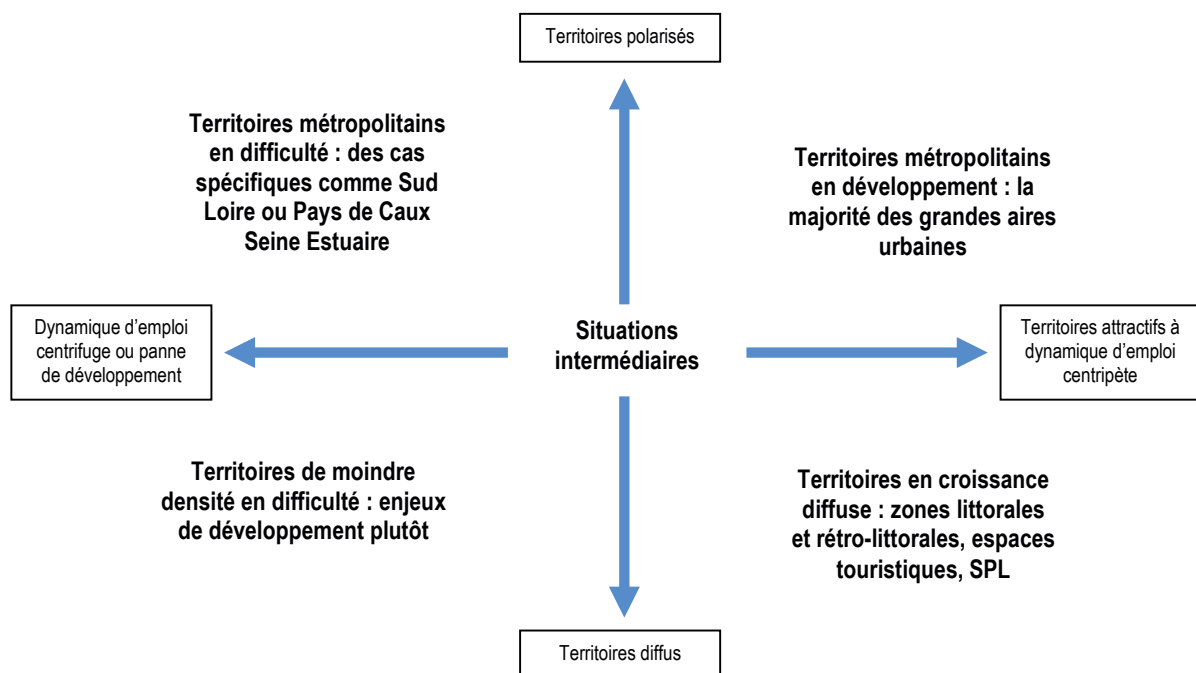 Territoires polarisés
Territoires métropolitains
en difficulté : des cas
spécifiques comme Sud
Loire ou Pays de Caux
Seine Estuaire
Territoires métropolitains
en développement : la
majorité des grandes aires
urbaines
Dynamique d’emploi
centrifuge ou panne
de développement
Situations
intermédiaires
Territoires attractifs à
dynamique d’emploi
centripète
Territoires de moindre
densité en difficulté : enjeux
de développement plutôt
Territoires en croissance
diffuse : zones littorales
et rétro-littorales, espaces
touristiques, SPL
Territoires diffus